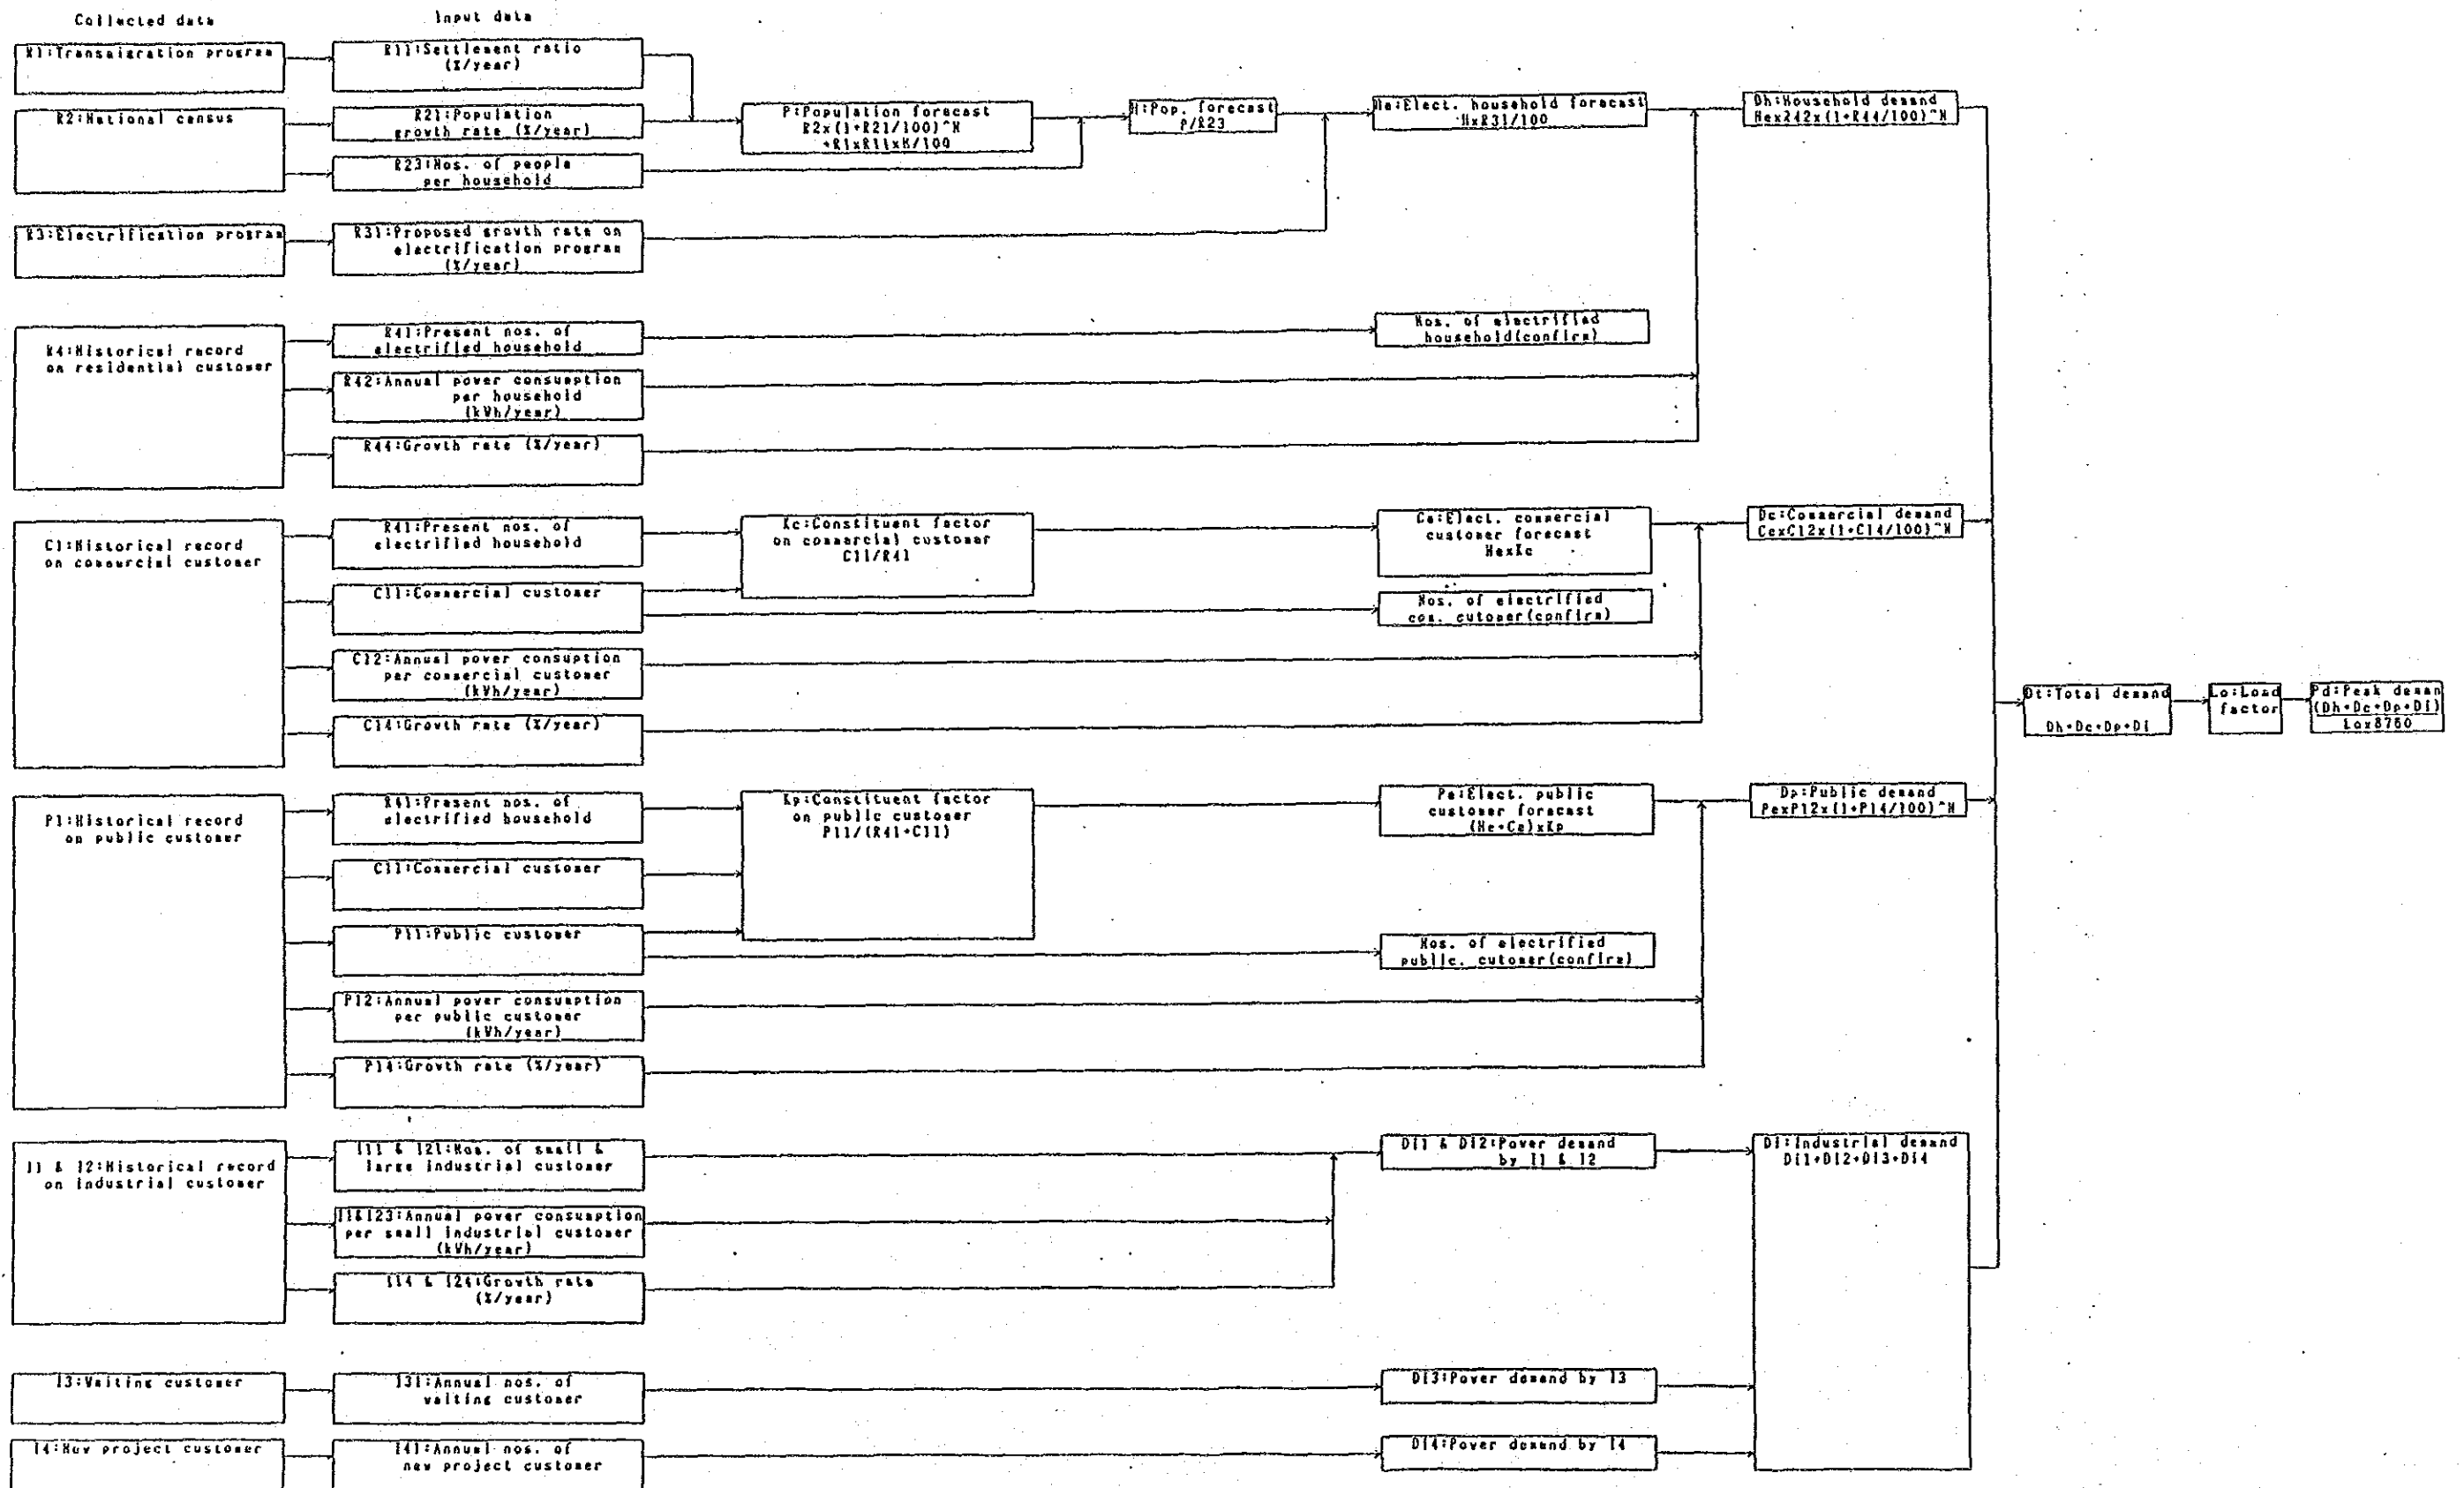 Collected data
Input data
R1:Transmigration program
R11:Settlement ratio
(%/year)
R2:National census
R21:Population
growth rate (%/year)
P:Population forecast
R2x(1+R21/100)^N
+R1xR11xN/100
H:Pop. forecast
P/R23
He:Elect. household forecast
HxR31/100
Dh:Household demand
HexR42x(1+R44/100)^N
R23:Nos. of people
per household
R3:Electrification program
R31:Proposed growth rate on
electrification program
(%/year)
R4:Historical record
on residential customer
R41:Present nos. of
electrified household
Nos. of electrified
household(confirm)
R42:Annual power consumption
per household
(kWh/year)
R44:Growth rate (%/year)
C1:Historical record
on commercial customer
R41:Present nos. of
electrified household
Kc:Constituent factor
on commercial customer
C11/R41
Ce:Elect. commercial
customer forecast
HexKc
Dc:Commercial demand
CexC12x(1+C14/100)^N
C11:Commercial customer
Nos. of electrified
com. cutomer(confirm)
C12:Annual power consuption
per commercial customer
(kWh/year)
C14:Growth rate (%/year)
Dt:Total demand
Dh+Dc+Dp+Di
Lo:Load
factor
Pd:Peak deman
(Dh+Dc+Dp+Di)
Lox8760
P1:Historical record
on public customer
R41:Present nos. of
electrified household
Kp:Constituent factor
on public customer
P11/(R41+C11)
Pe:Elect. public
customer forecast
(He+Ce)xKp
Dp:Public demand
PexP12x(1+P14/100)^N
C11:Commercial customer
P11:Public customer
Nos. of electrified
public. cutomer(confirm)
P12:Annual power consumption
per public customer
(kWh/year)
P14:Growth rate (%/year)
I1 & I2:Historical record
on industrial customer
I11 & I21:Nos. of small &
large industrial customer
Di1 & Di2:Power demand
by I1 & I2
Di:Industrial demand
Di1+Di2+Di3+Di4
I1&I23:Annual power consumption
per small industrial customer
(kWh/year)
I14 & I24:Growth rate
(%/year)
I3:Waiting customer
I31:Annual nos. of
waiting customer
Di3:Power demand by I3
I4:New project customer
I41:Annual nos. of
new project customer
Di4:Power demand by I4